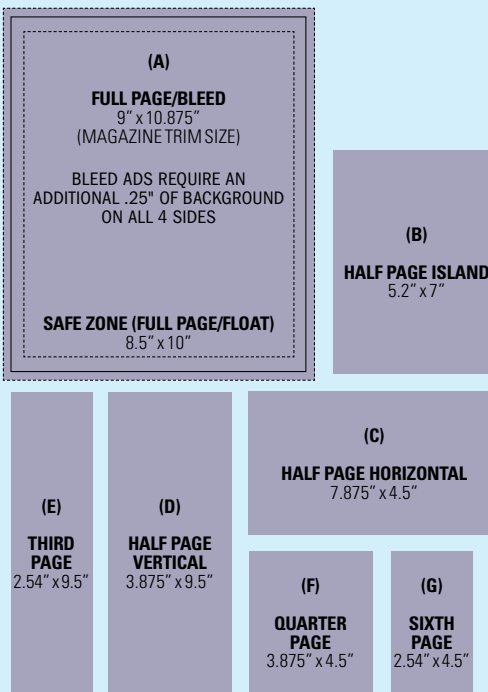 (A)
FULL PAGE/BLEED
9" x 10.875"
(MAGAZINE TRIM SIZE)
BLEED ADS REQUIRE AN
ADDITIONAL .25" OF BACKGROUND
ON ALL 4 SIDES
SAFE ZONE (FULL PAGE/FLOAT)
8.5" x 10"
(B)
HALF PAGE ISLAND
5.2" x 7"
(C)
HALF PAGE HORIZONTAL
7.875" x 4.5"
(E)
THIRD
PAGE
2.54" x 9.5"
(D)
HALF PAGE
VERTICAL
3.875" x 9.5"
(F)
QUARTER
PAGE
3.875" x 4.5"
(G)
SIXTH
PAGE
2.54" x 4.5"